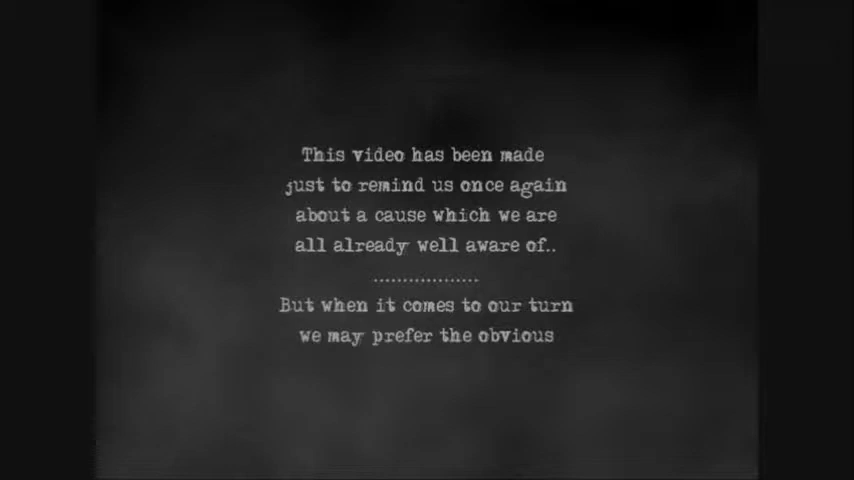 This video has been made
just to remind us once again
about a cause which we are
all already well aware of..
..................
But when it comes to our turn
we may prefer the obvious